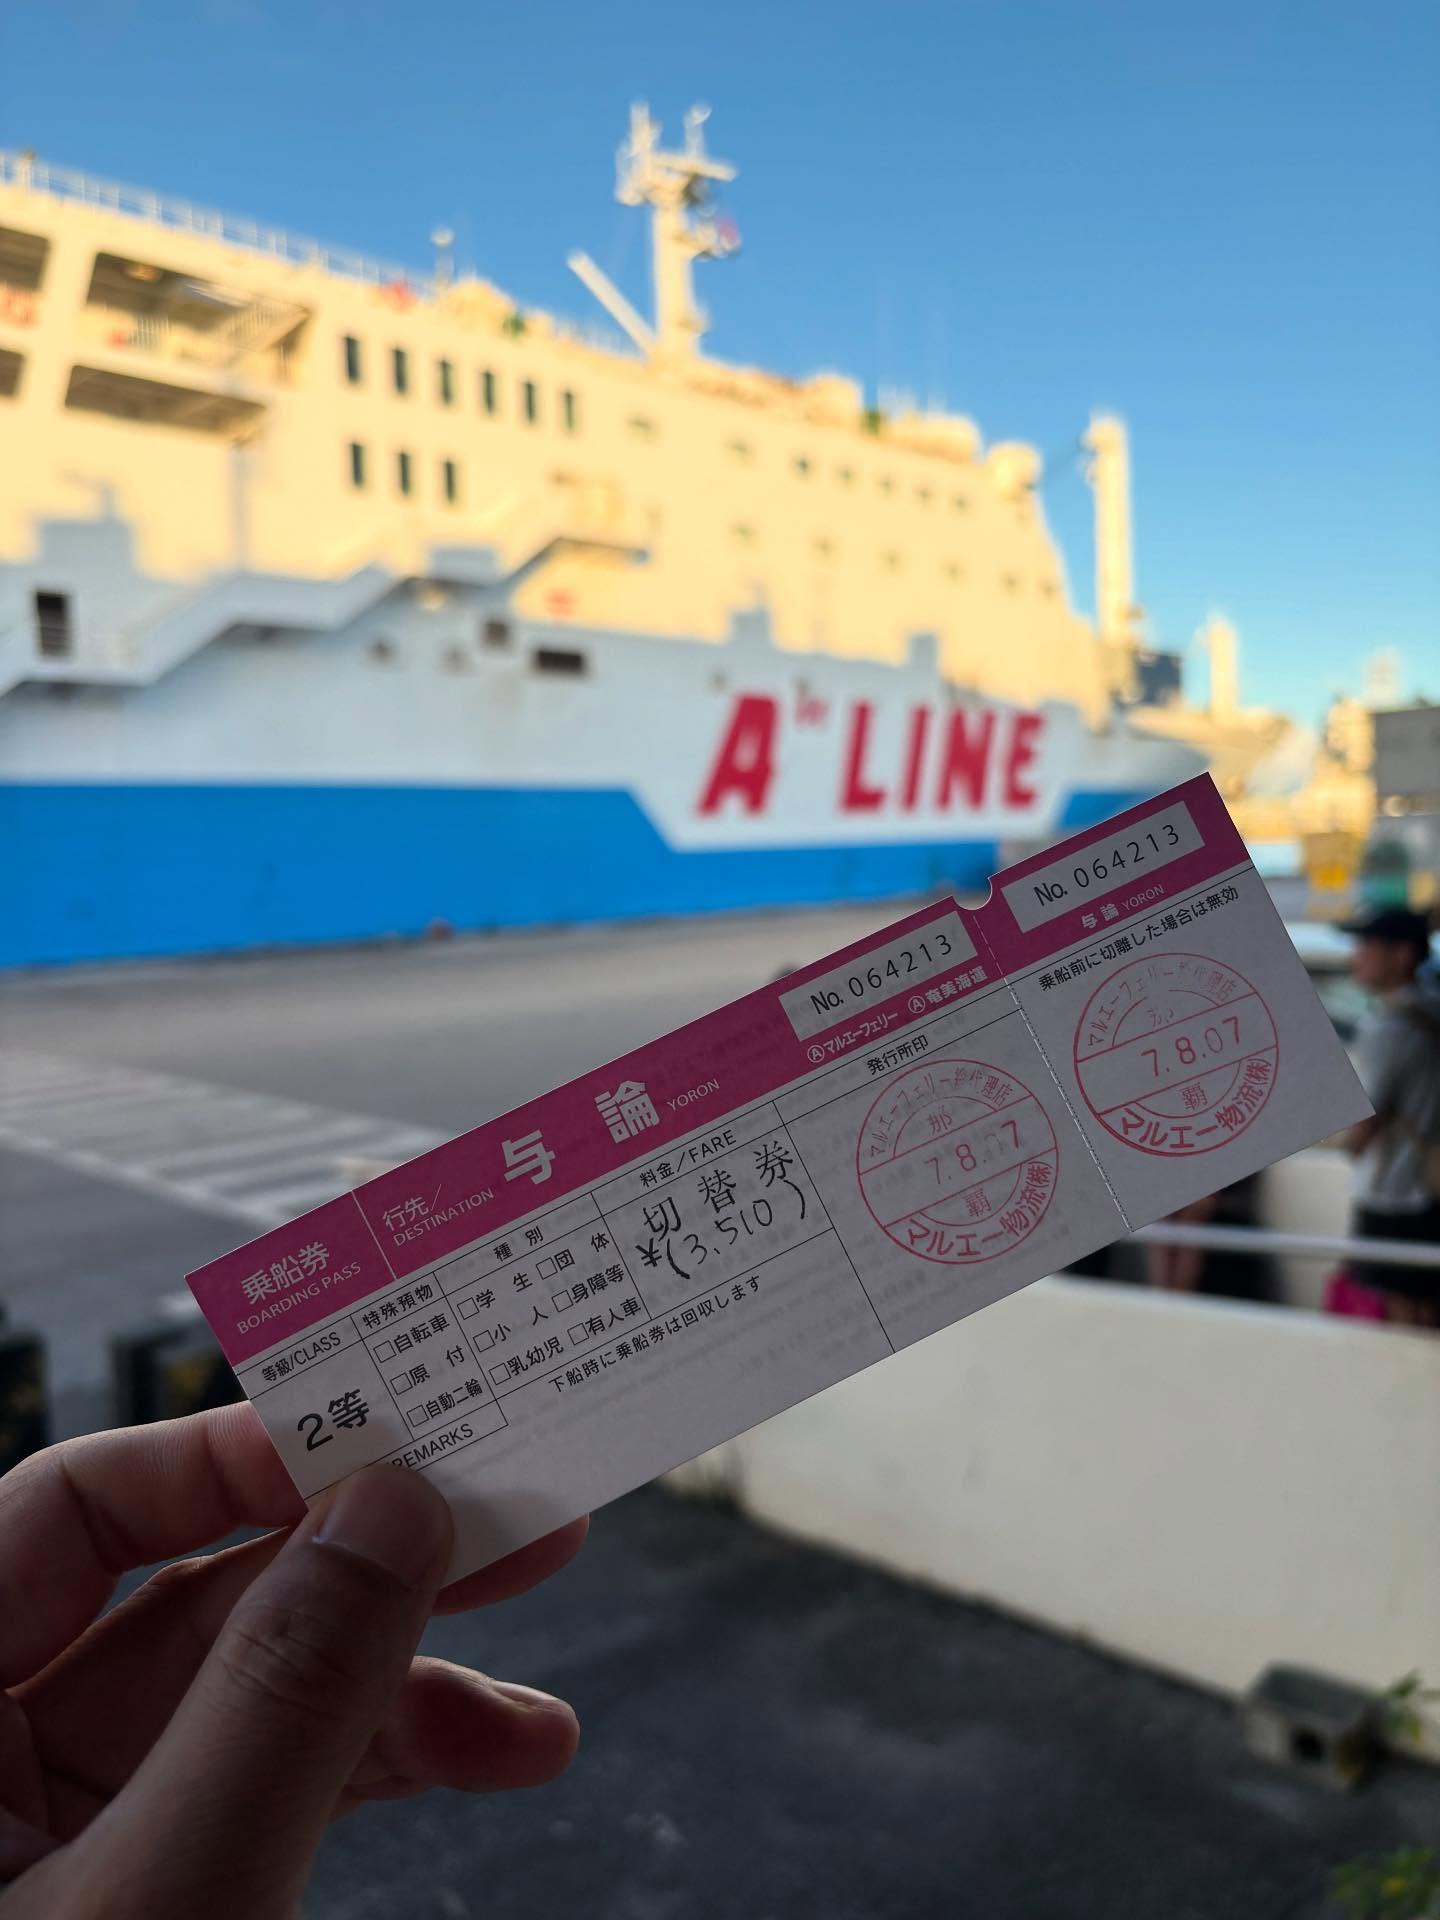 A"LINE
No. 064213
与論 YORON
乗船前に切離した場合は無効
マルエーフェリー総代理店
那
7.8.07
覇
マルエー物流(株)
No. 064213
Ⓐマルエーフェリー Ⓐ奄美海運
乗船券
BOARDING PASS
行先/
DESTINATION
与論 YORON
等級/CLASS
2等
特殊預物
□自転車
□原付
□自動二輪
種別
□学生 □団体
□小人 □身障等
□乳幼児 □有人車
料金/FARE
切替券
¥(3,510)
発行所印
マルエーフェリー総代理店
那
7.8.07
覇
マルエー物流(株)
下船時に乗船券は回収します
REMARKS